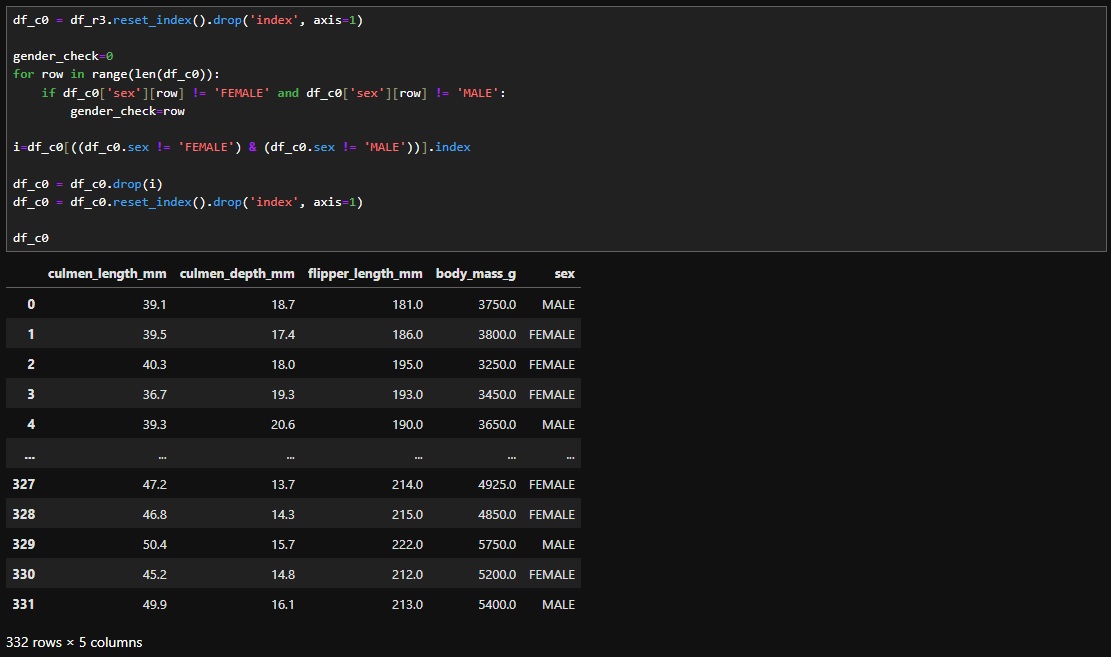 df_c0 = df_r3.reset_index().drop('index', axis=1)
gender_check=0
for row in range(len(df_c0)):
    if df_c0['sex'][row] != 'FEMALE' and df_c0['sex'][row] != 'MALE':
        gender_check=row
i=df_c0[((df_c0.sex != 'FEMALE') & (df_c0.sex != 'MALE'))].index
df_c0 = df_c0.drop(i)
df_c0 = df_c0.reset_index().drop('index', axis=1)
df_c0
culmen_length_mm culmen_depth_mm flipper_length_mm body_mass_g sex
0 39.1 18.7 181.0 3750.0 MALE
1 39.5 17.4 186.0 3800.0 FEMALE
2 40.3 18.0 195.0 3250.0 FEMALE
3 36.7 19.3 193.0 3450.0 FEMALE
4 39.3 20.6 190.0 3650.0 MALE
... ... ... ... ... ...
327 47.2 13.7 214.0 4925.0 FEMALE
328 46.8 14.3 215.0 4850.0 FEMALE
329 50.4 15.7 222.0 5750.0 MALE
330 45.2 14.8 212.0 5200.0 FEMALE
331 49.9 16.1 213.0 5400.0 MALE
332 rows × 5 columns